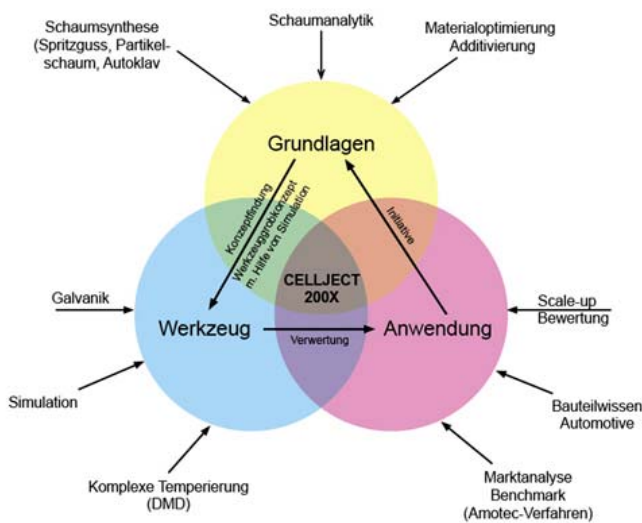 Schaumsynthese
(Spritzguss, Partikel-
schaum, Autoklav
Schaumanalytik
Materialoptimierung
Additivierung
Grundlagen
Konzeptfindung
Werkzeuggrobkonzept
m. Hilfe von Simulation
Initiative
CELLJECT
200X
Galvanik
Werkzeug
Verwertung
Anwendung
Scale-up
Bewertung
Simulation
Bauteilwissen
Automotive
Komplexe Temperierung
(DMD)
Marktanalyse
Benchmark
(Amotec-Verfahren)